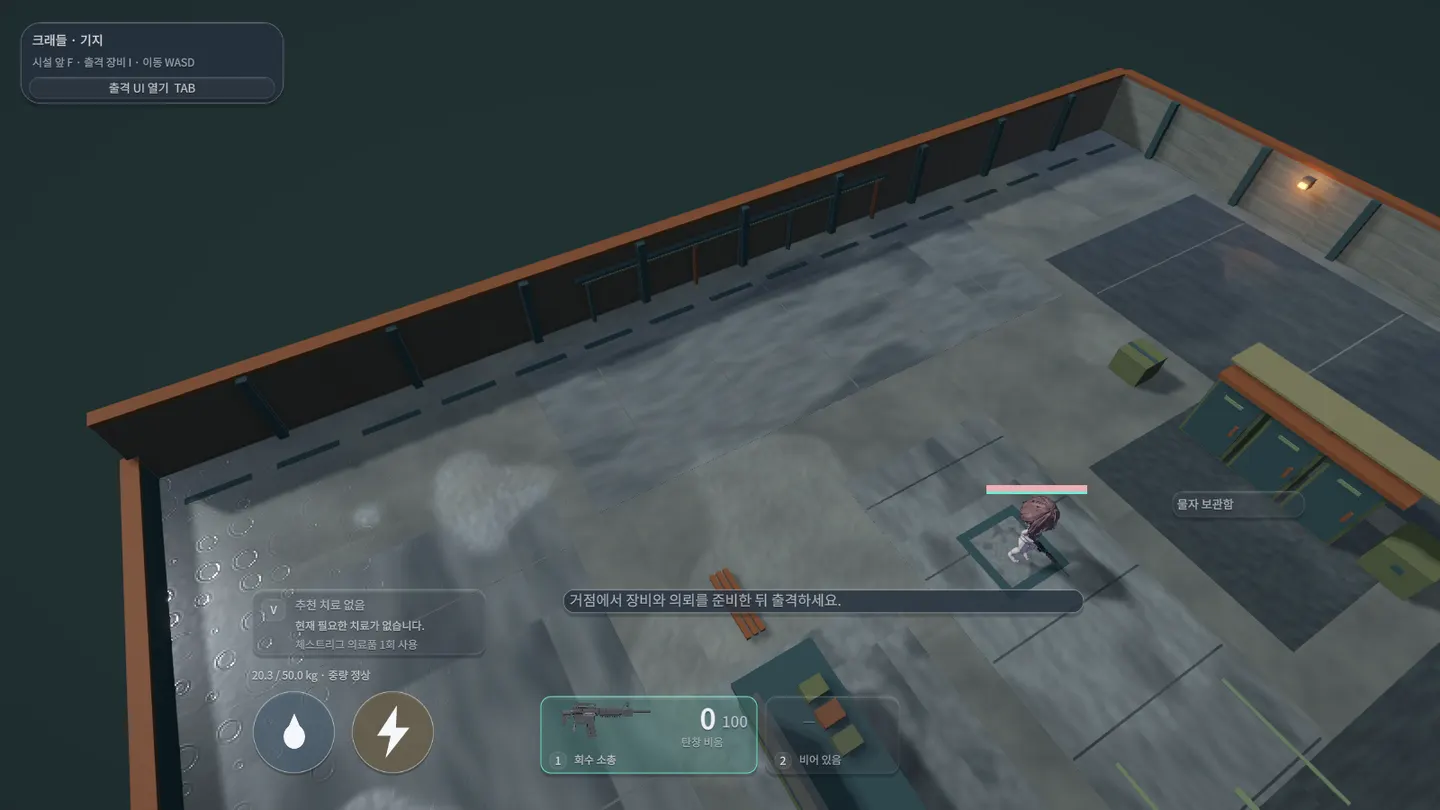 크래들 · 기지
시설 앞 F · 출격 장비 I · 이동 WASD
출격 UI 열기 TAB
물자 보관함
거점에서 장비와 의뢰를 준비한 뒤 출격하세요.
V
추천 치료 없음
현재 필요한 치료가 없습니다.
체스트리그 의료품 1회 사용
20.3 / 50.0 kg · 중량 정상
0 100
탄창 비음
1 회수 소총
—
2 비어 있음